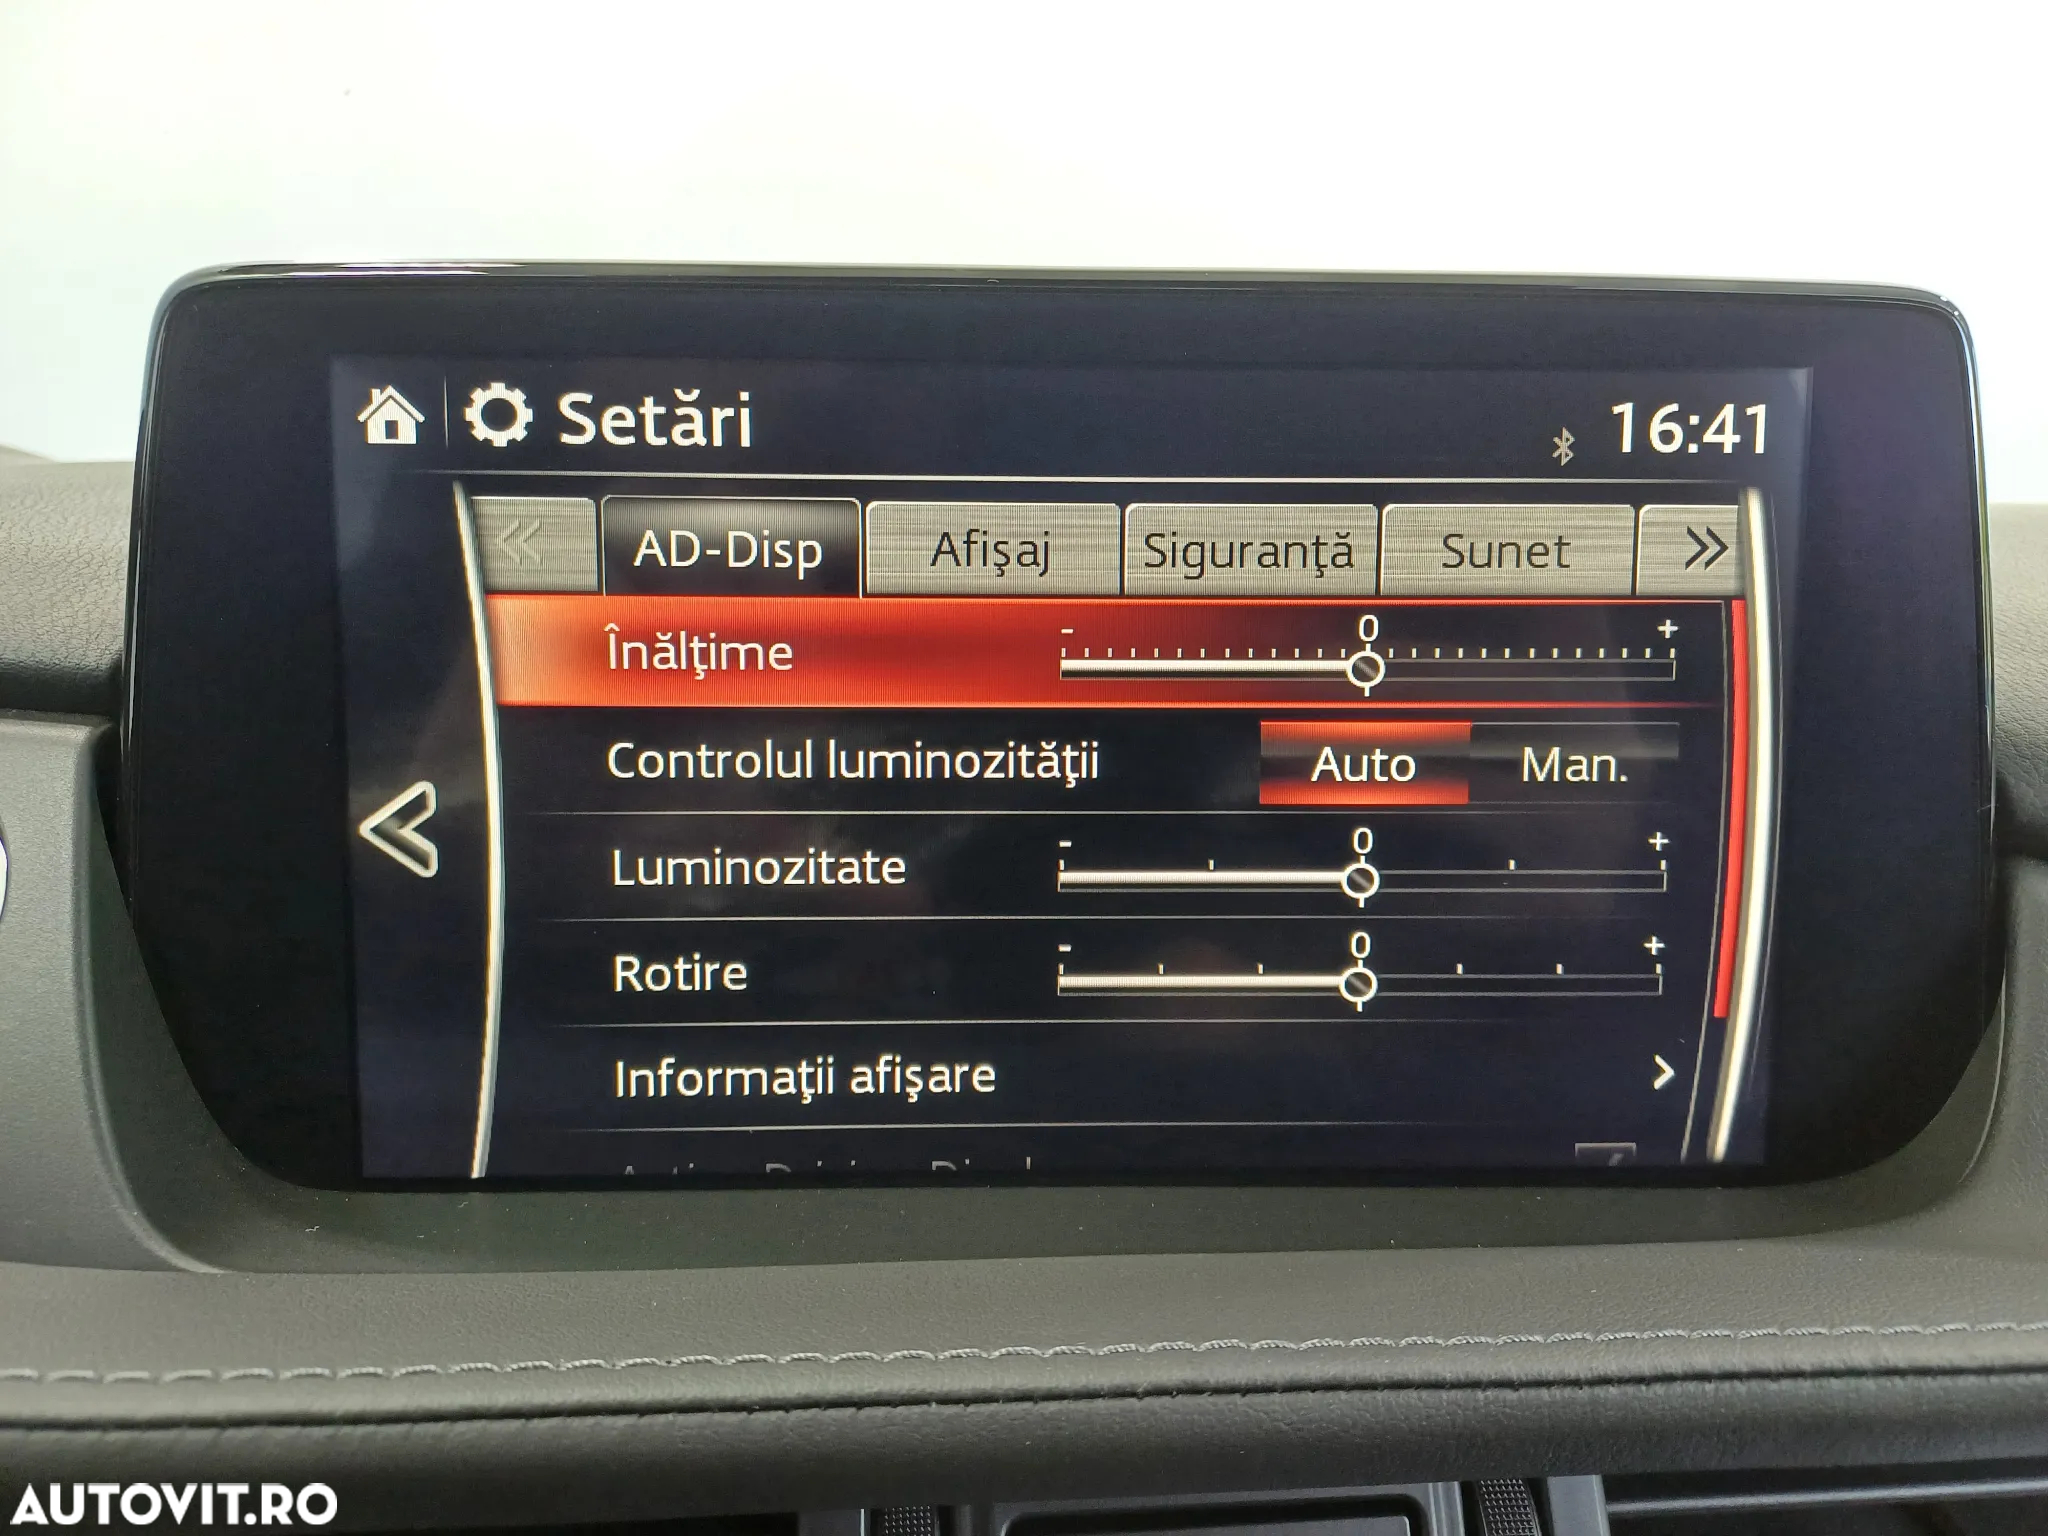 Setări
16:41
AD-Disp
Afişaj
Siguranţă
Sunet
Înălţime
- 0 +
Controlul luminozităţii
Auto
Man.
Luminozitate
- 0 +
Rotire
- 0 +
Informaţii afişare
AUTOVIT.RO